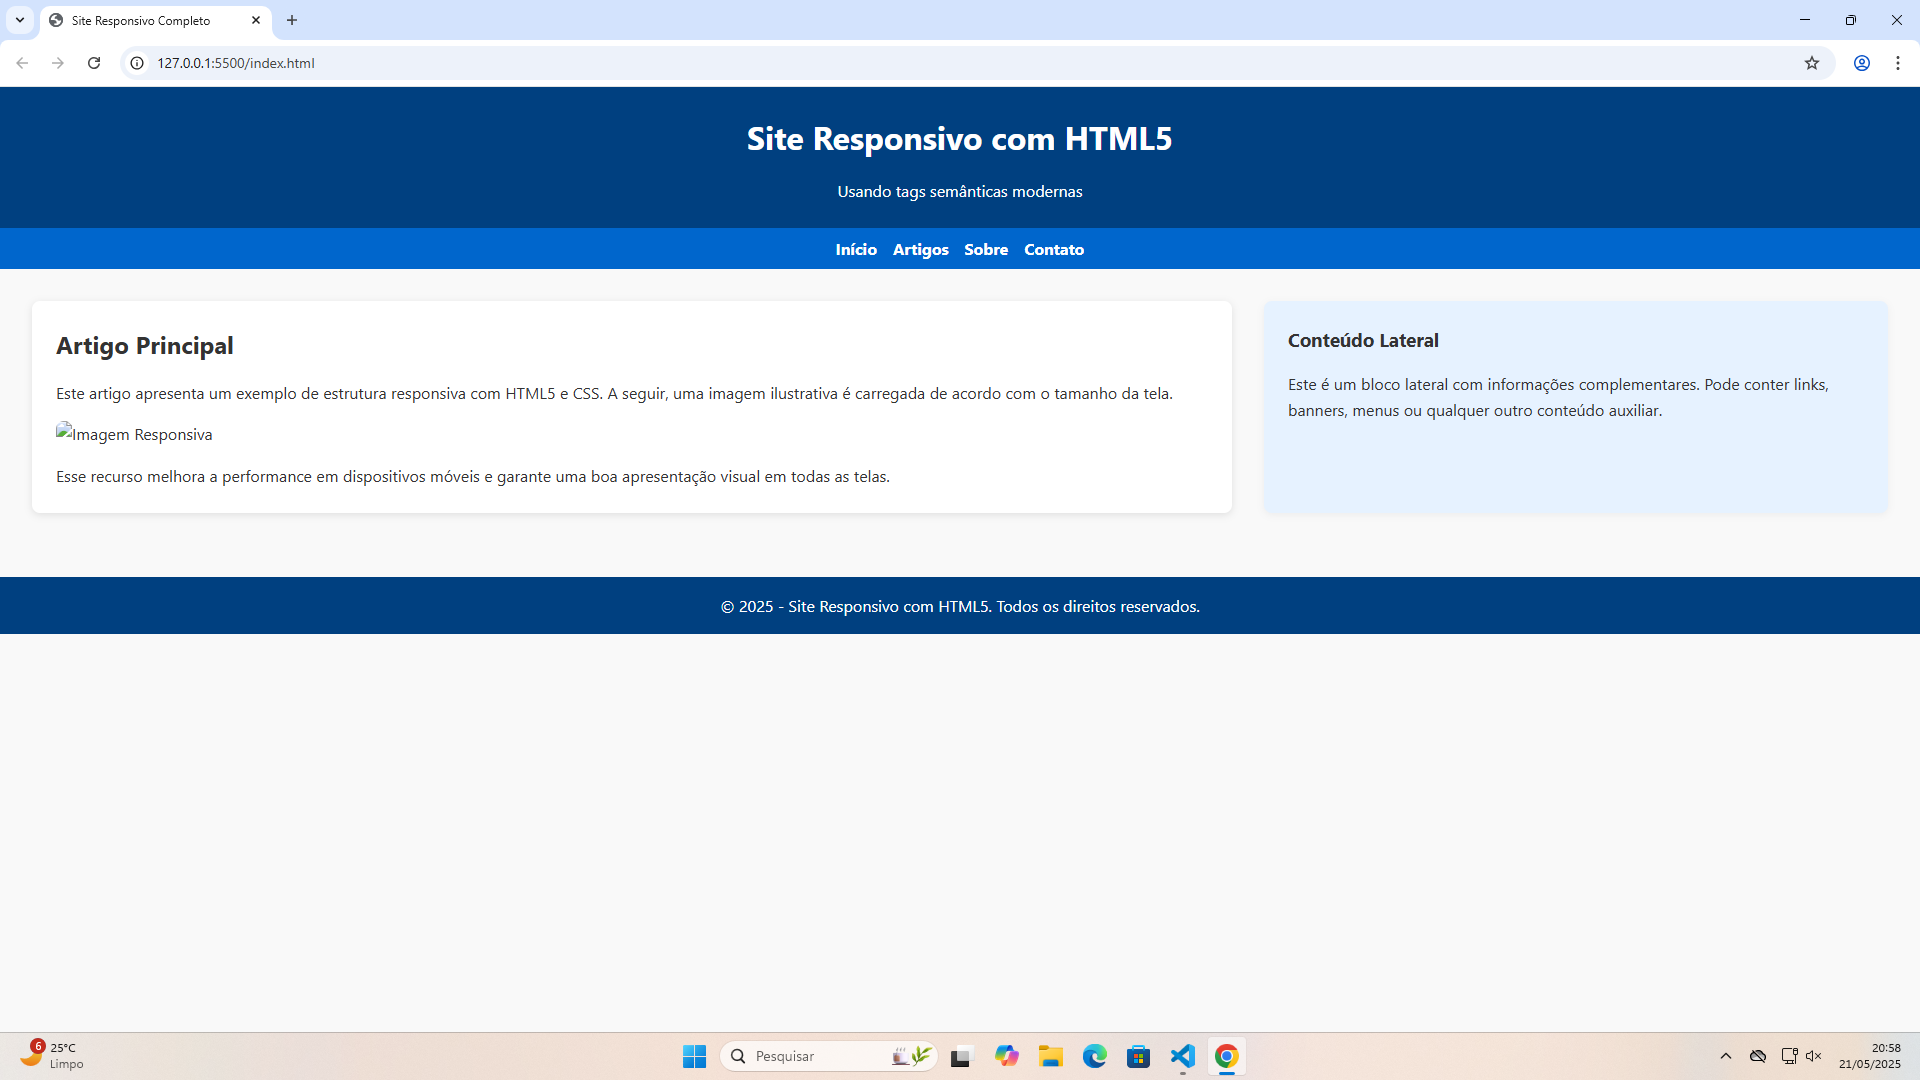 Site Responsivo Completo
127.0.0.1:5500/index.html
Site Responsivo com HTML5
Usando tags semânticas modernas
Início Artigos Sobre Contato
Artigo Principal
Este artigo apresenta um exemplo de estrutura responsiva com HTML5 e CSS. A seguir, uma imagem ilustrativa é carregada de acordo com o tamanho da tela.
Imagem Responsiva
Esse recurso melhora a performance em dispositivos móveis e garante uma boa apresentação visual em todas as telas.
Conteúdo Lateral
Este é um bloco lateral com informações complementares. Pode conter links,
banners, menus ou qualquer outro conteúdo auxiliar.
© 2025 - Site Responsivo com HTML5. Todos os direitos reservados.
6
25°C
Limpo
Pesquisar
20:58
21/05/2025